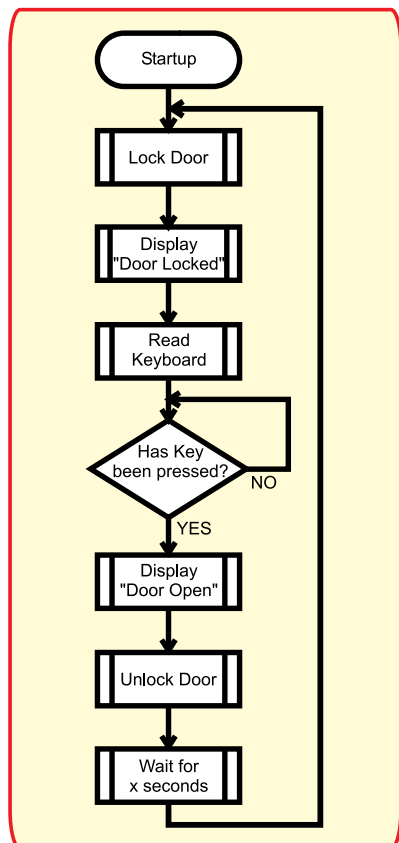 Startup
Lock Door
Display
"Door Locked"
Read
Keyboard
Has Key
been pressed?
NO
YES
Display
"Door Open"
Unlock Door
Wait for
x seconds